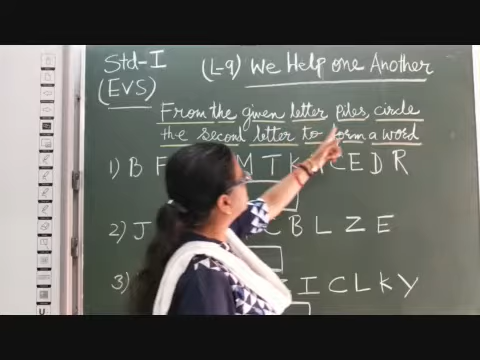 Std-I
(L-9) We Help one Another
(EVS)
From the given letter piles, circle
the second letter to form a word
1) B F M T K C E D R
2) J C B L Z E
3) I C L K Y